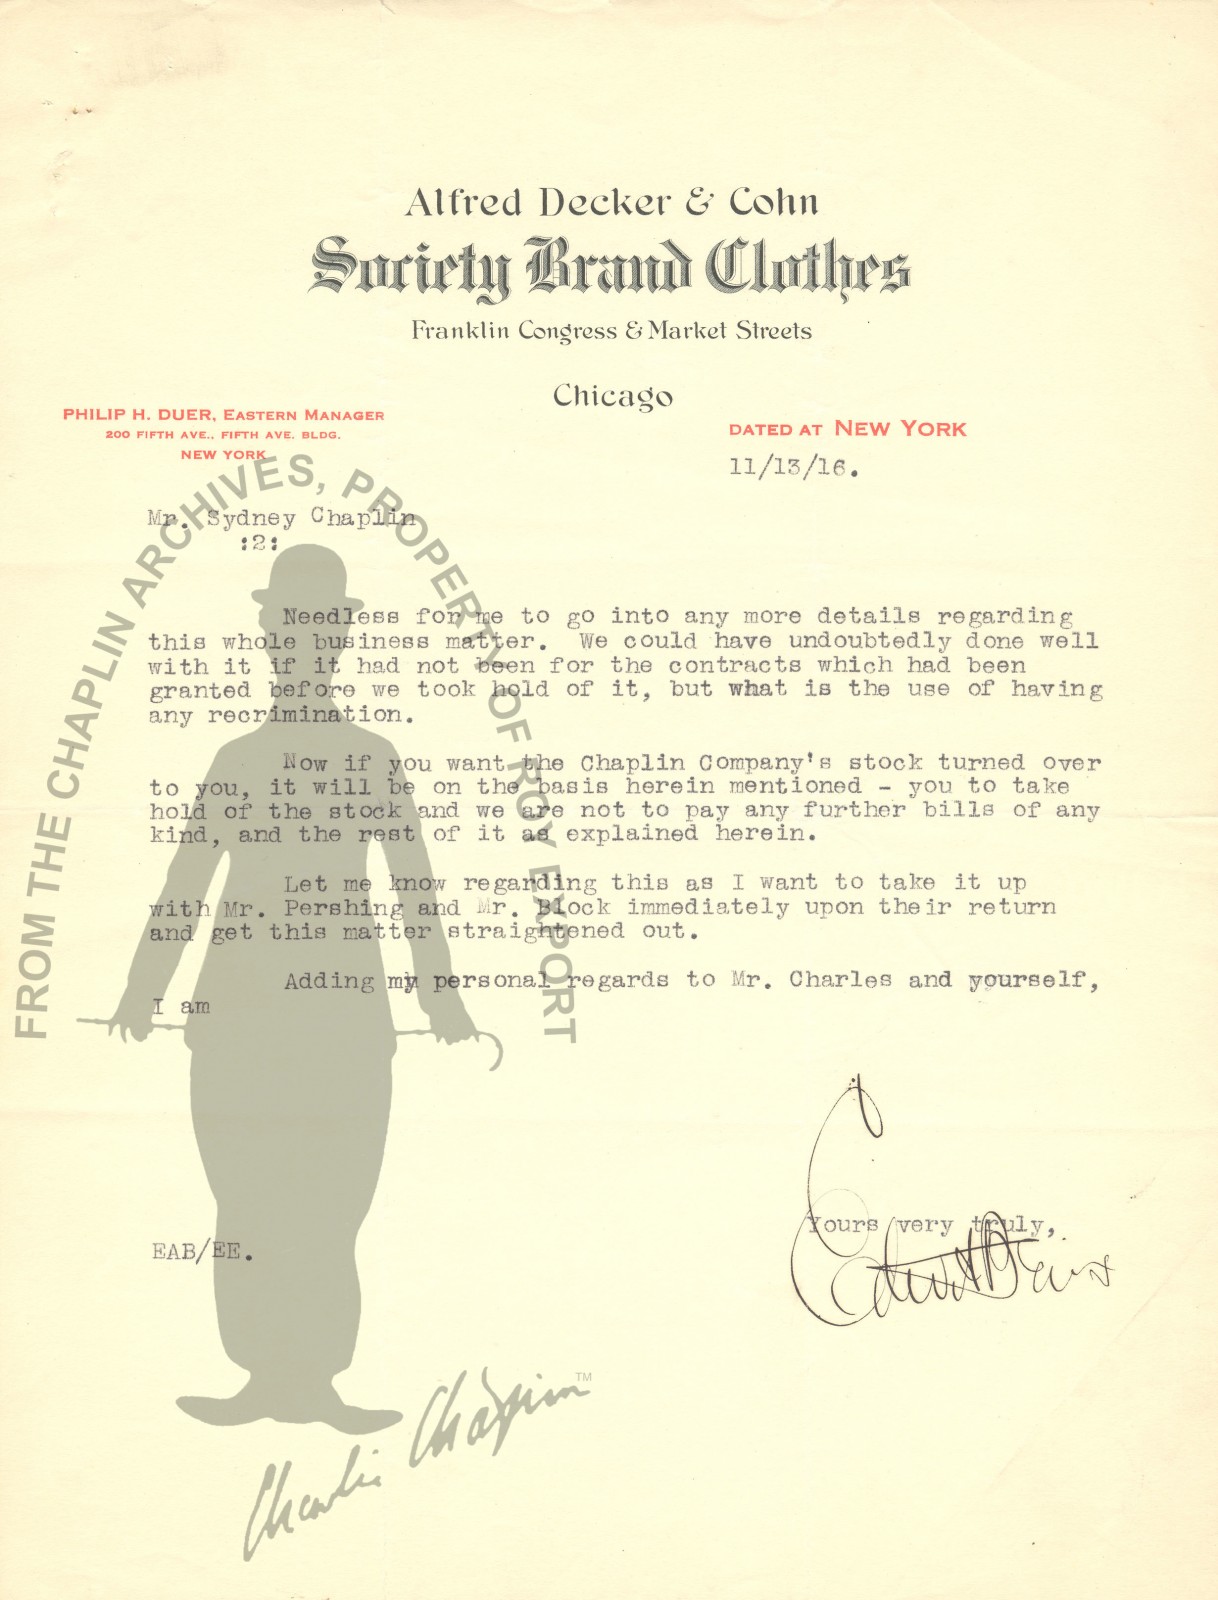 Alfred Decker & Cohn
Society Brand Clothes
Franklin Congress & Market Streets
Chicago
PHILIP H. DUER, EASTERN MANAGER
200 FIFTH AVE., FIFTH AVE. BLDG.
NEW YORK
DATED AT NEW YORK
11/13/16.
Mr. Sydney Chaplin
:2:
Needless for me to go into any more details regarding
this whole business matter. We could have undoubtedly done well
with it if it had not been for the contracts which had been
granted before we took hold of it, but what is the use of having
any recrimination.
Now if you want the Chaplin Company's stock turned over
to you, it will be on the basis herein mentioned - you to take
hold of the stock and we are not to pay any further bills of any
kind, and the rest of it as explained herein.
Let me know regarding this as I want to take it up
with Mr. Pershing and Mr. Block immediately upon their return
and get this matter straightened out.
Adding my personal regards to Mr. Charles and yourself,
I am
Yours very truly,
EAB/EE.
FROM THE CHAPLIN ARCHIVES, PROPERTY OF ROY EXPORT
Charlie Chaplin TM